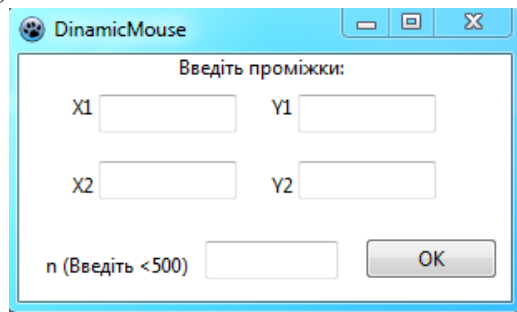 DinamicMouse
Введіть проміжки:
X1 Y1
X2 Y2
n (Введіть <500) OK